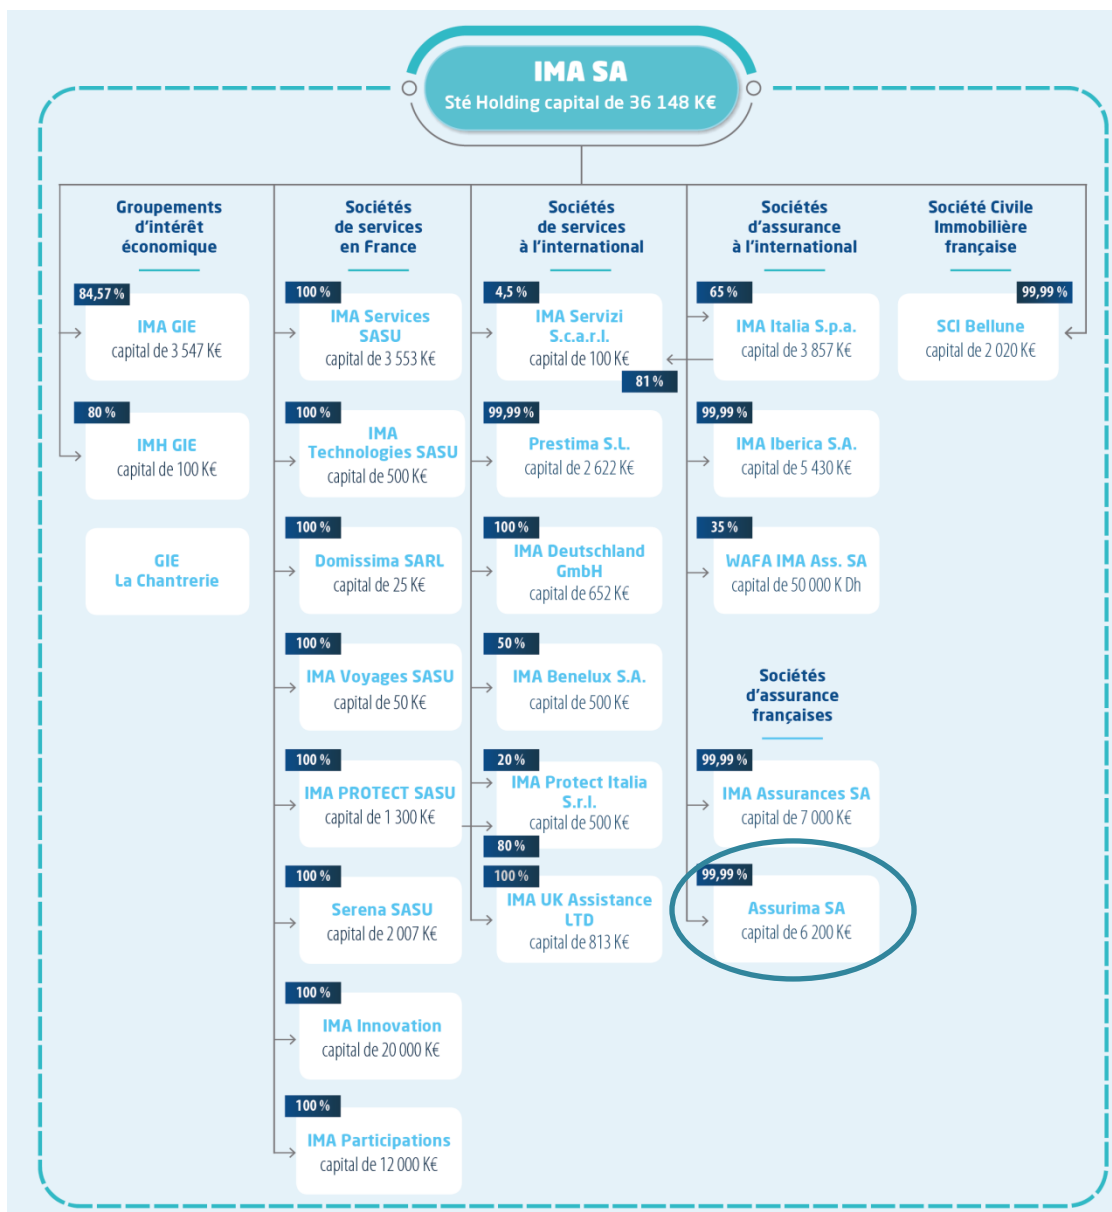 IMA SA
Sté Holding capital de 36 148 K€
Groupements
d'intérêt
économique
84,57 %
IMA GIE
capital de 3 547 K€
80 %
IMH GIE
capital de 100 K€
GIE
La Chantrerie
Sociétés
de services
en France
100 %
IMA Services
SASU
capital de 3 553 K€
100 %
IMA
Technologies SASU
capital de 500 K€
100 %
Domissima SARL
capital de 25 K€
100 %
IMA Voyages SASU
capital de 50 K€
100 %
IMA PROTECT SASU
capital de 1 300 K€
100 %
Serena SASU
capital de 2 007 K€
100 %
IMA Innovation
capital de 20 000 K€
100 %
IMA Participations
capital de 12 000 K€
Sociétés
de services
à l'international
4,5 %
IMA Servizi
S.c.a.r.l.
capital de 100 K€
81 %
99,99 %
Prestima S.L.
capital de 2 622 K€
100 %
IMA Deutschland
GmbH
capital de 652 K€
50 %
IMA Benelux S.A.
capital de 500 K€
20 %
IMA Protect Italia
S.r.l.
capital de 500 K€
80 %
100 %
IMA UK Assistance
LTD
capital de 813 K€
Sociétés
d'assurance
à l'international
65 %
IMA Italia S.p.a.
capital de 3 857 K€
99,99 %
IMA Iberica S.A.
capital de 5 430 K€
35 %
WAFA IMA Ass. SA
capital de 50 000 K Dh
Sociétés
d'assurance
françaises
99,99 %
IMA Assurances SA
capital de 7 000 K€
99,99 %
Assurima SA
capital de 6 200 K€
Société Civile
Immobilière
française
99,99 %
SCI Bellune
capital de 2 020 K€